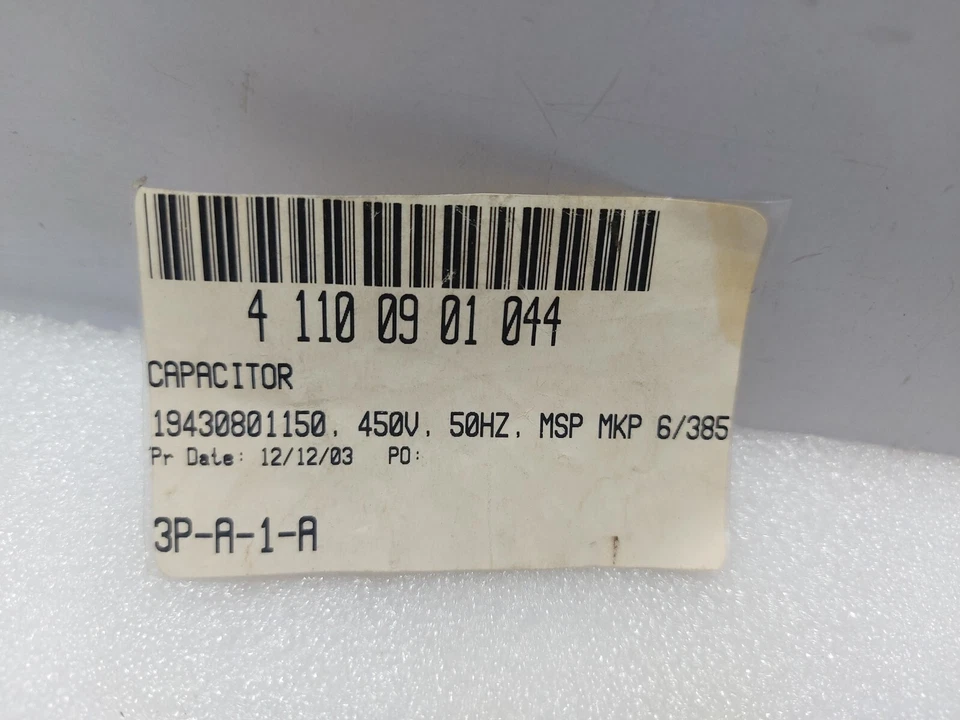 4 110 09 01 044
CAPACITOR
19430801150, 450V, 50HZ, MSP MKP 6/385
Pr Date: 12/12/03 PO:
3P-A-1-A